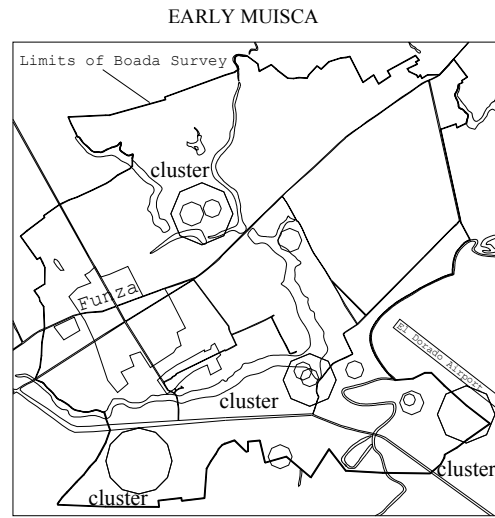 EARLY MUISCA
Limits of Boada Survey
cluster
Funza
El Dorado Airport
cluster
cluster
cluster